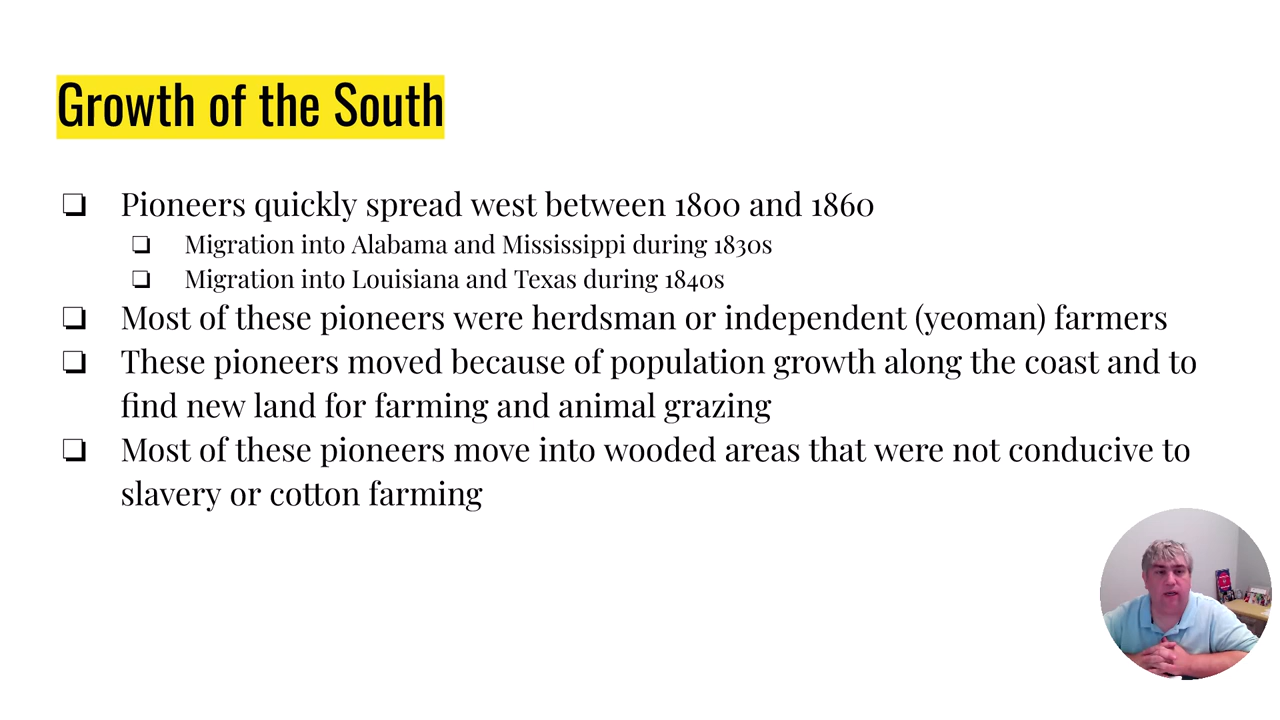 Growth of the South
Pioneers quickly spread west between 1800 and 1860
Migration into Alabama and Mississippi during 1830s
Migration into Louisiana and Texas during 1840s
Most of these pioneers were herdsman or independent (yeoman) farmers
These pioneers moved because of population growth along the coast and to
find new land for farming and animal grazing
Most of these pioneers move into wooded areas that were not conducive to
slavery or cotton farming